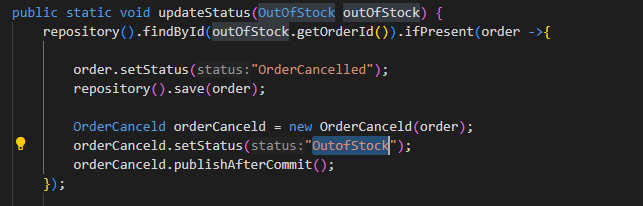 public static void updateStatus(OutOfStock outOfStock) {
repository().findById(outOfStock.getOrderId()).ifPresent(order ->{
order.setStatus(status:"OrderCancelled");
repository().save(order);
OrderCanceld orderCanceld = new OrderCanceld(order);
orderCanceld.setStatus(status:"OutofStock");
orderCanceld.publishAfterCommit();
});